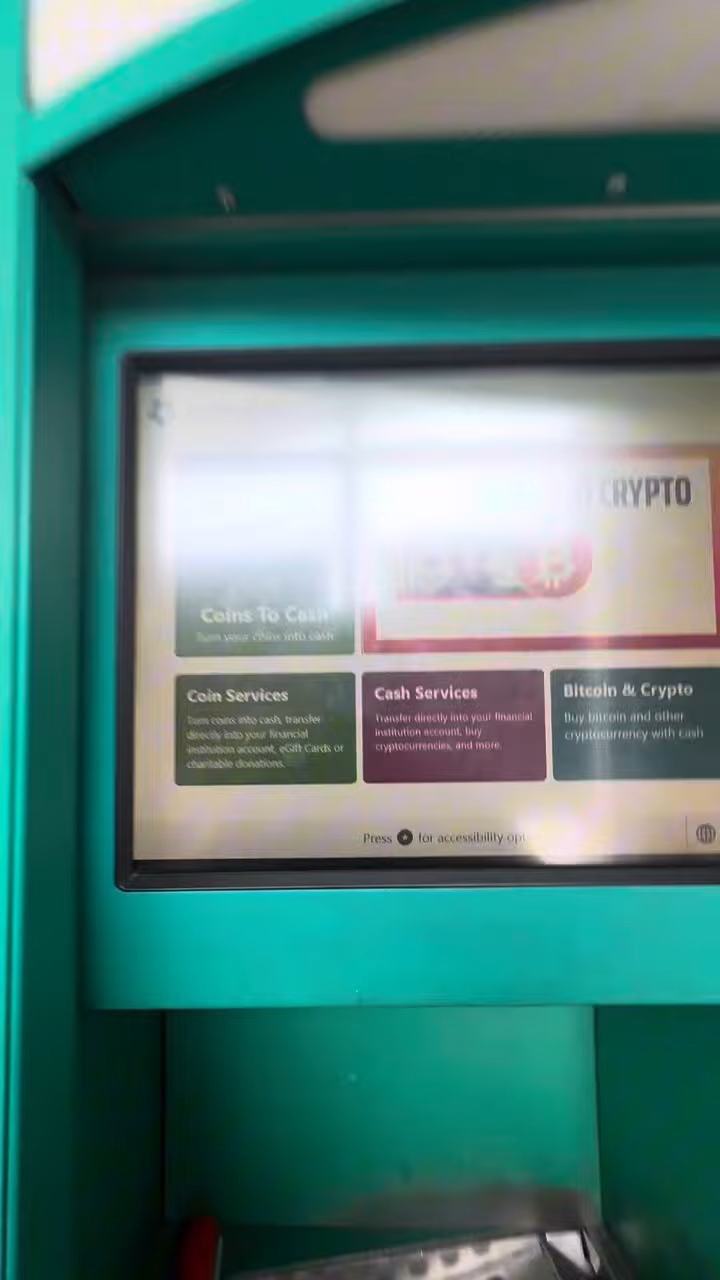 CRYPTO
Coins To Cash
Turn your coins into cash
Coin Services
Turn coins into cash, transfer
directly into your financial
institution account, eGift Cards or
charitable donations.
Cash Services
Transfer directly into your financial
institution account, buy
cryptocurrencies, and more.
Bitcoin & Crypto
Buy bitcoin and other
cryptocurrency with cash
Press for accessibility